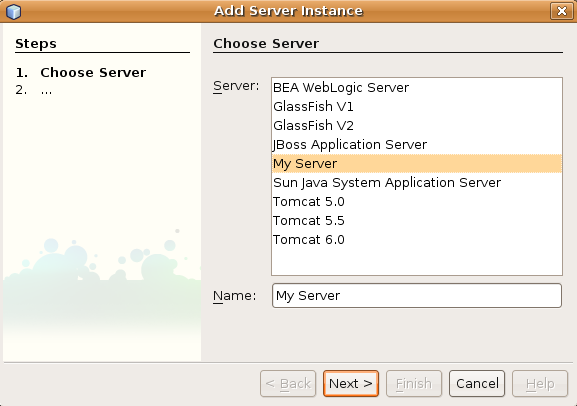 Add Server Instance
Steps
1. Choose Server
2. ...
Choose Server
Server:
BEA WebLogic Server
GlassFish V1
GlassFish V2
JBoss Application Server
My Server
Sun Java System Application Server
Tomcat 5.0
Tomcat 5.5
Tomcat 6.0
Name: My Server
< Back Next > Finish Cancel Help